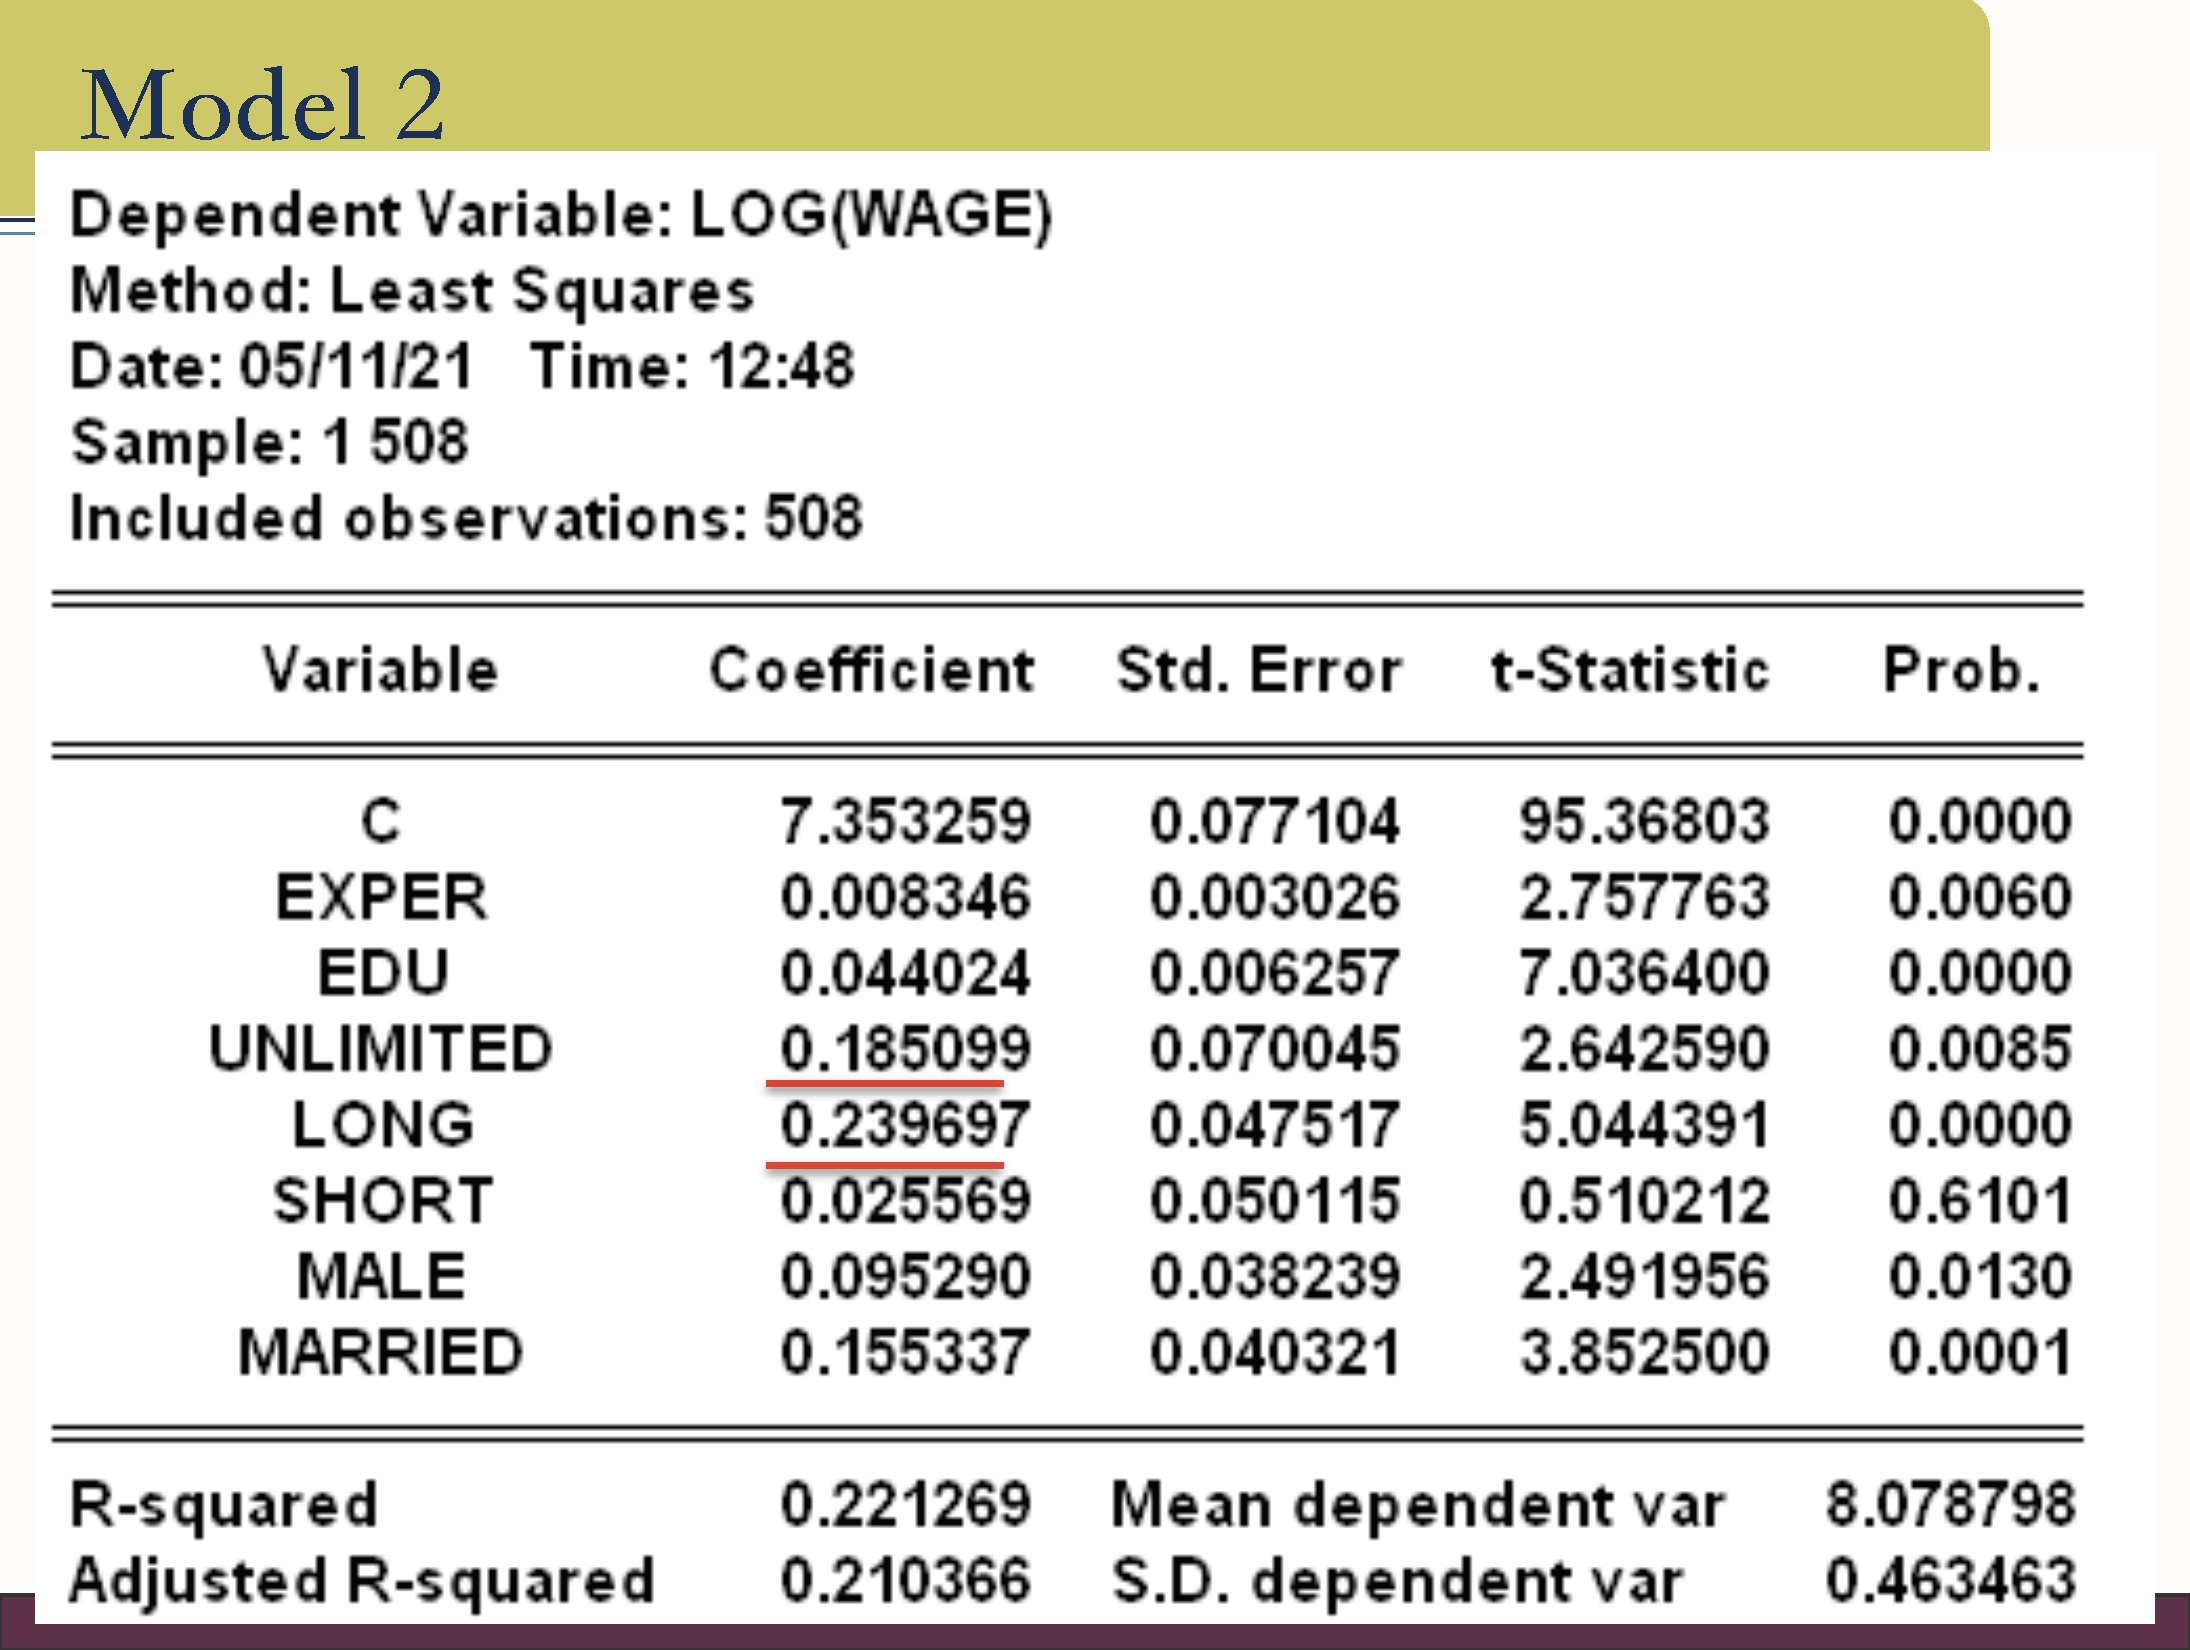 Model 2
Dependent Variable: LOG(WAGE)
Method: Least Squares
Date: 05/11/21 Time: 12:48
Sample: 1 508
Included observations: 508
Variable Coefficient Std. Error t-Statistic Prob.
C 7.353259 0.077104 95.36803 0.0000
EXPER 0.008346 0.003026 2.757763 0.0060
EDU 0.044024 0.006257 7.036400 0.0000
UNLIMITED 0.185099 0.070045 2.642590 0.0085
LONG 0.239697 0.047517 5.044391 0.0000
SHORT 0.025569 0.050115 0.510212 0.6101
MALE 0.095290 0.038239 2.491956 0.0130
MARRIED 0.155337 0.040321 3.852500 0.0001
R-squared 0.221269 Mean dependent var 8.078798
Adjusted R-squared 0.210366 S.D. dependent var 0.463463